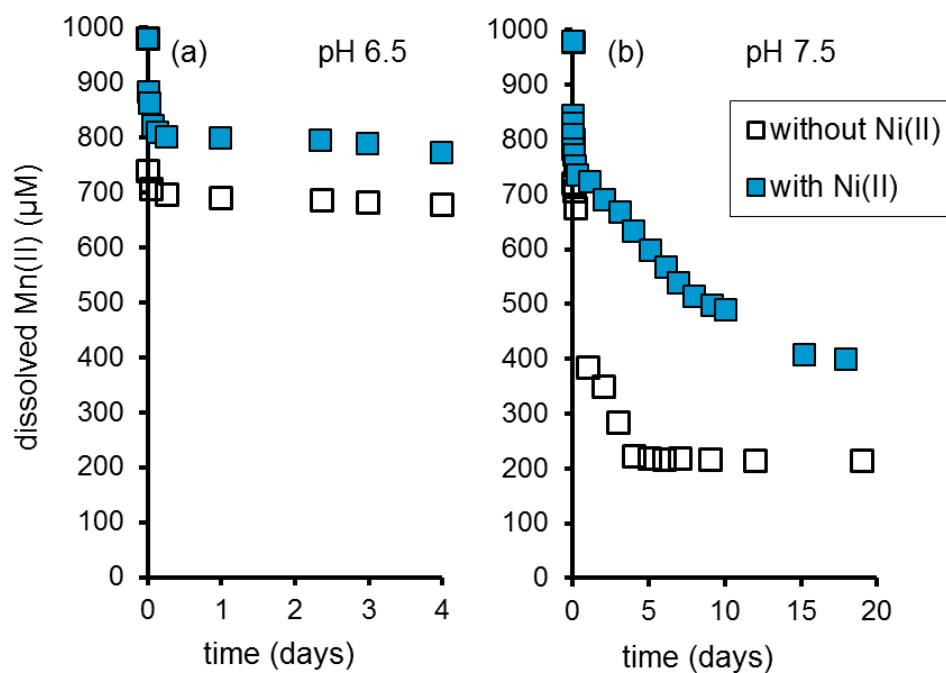 (a) pH 6.5
(b) pH 7.5
without Ni(II)
with Ni(II)
dissolved Mn(II) (µM)
1000
900
800
700
600
500
400
300
200
100
0
0 1 2 3 4
time (days)
1000
900
800
700
600
500
400
300
200
100
0
0 5 10 15 20
time (days)